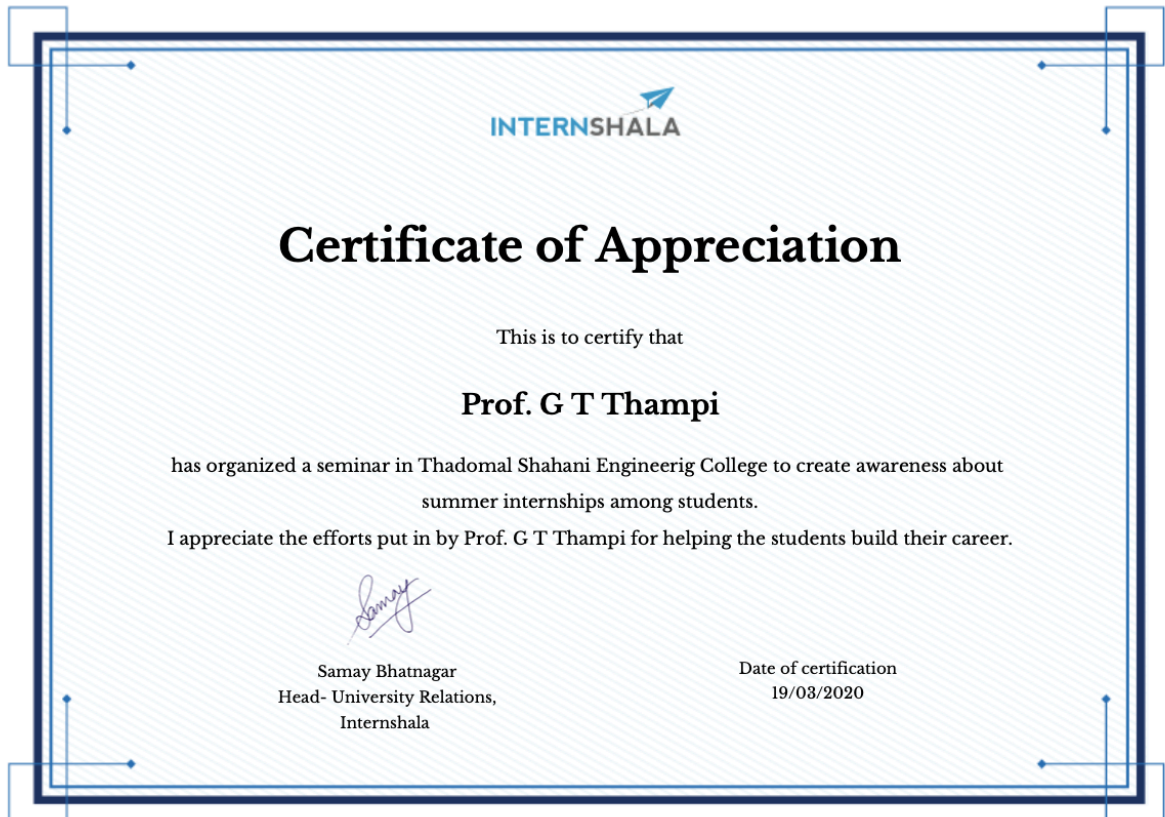 INTERNSHALA
Certificate of Appreciation
This is to certify that
Prof. G T Thampi
has organized a seminar in Thadomal Shahani Engineerig College to create awareness about
summer internships among students.
I appreciate the efforts put in by Prof. G T Thampi for helping the students build their career.
Samay
Samay Bhatnagar
Head- University Relations,
Internshala
Date of certification
19/03/2020